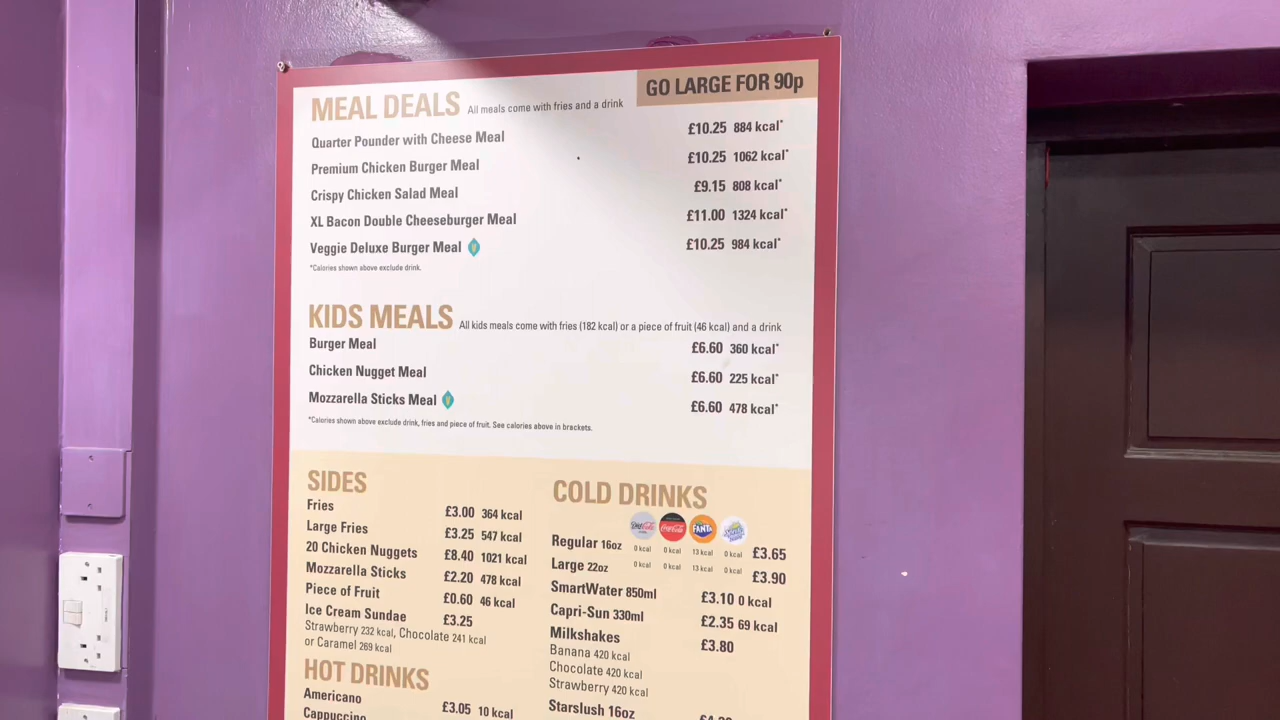 GO LARGE FOR 90p
MEAL DEALS All meals come with fries and a drink
Quarter Pounder with Cheese Meal £10.25 884 kcal*
Premium Chicken Burger Meal £10.25 1062 kcal*
Crispy Chicken Salad Meal £9.15 808 kcal*
XL Bacon Double Cheeseburger Meal £11.00 1324 kcal*
Veggie Deluxe Burger Meal V £10.25 984 kcal*
*Calories shown above exclude drink.
KIDS MEALS All kids meals come with fries (182 kcal) or a piece of fruit (46 kcal) and a drink
Burger Meal £6.60 360 kcal*
Chicken Nugget Meal £6.60 225 kcal*
Mozzarella Sticks Meal V £6.60 478 kcal*
*Calories shown above exclude drink, fries and piece of fruit. See calories above in brackets.
SIDES
Fries £3.00 364 kcal
Large Fries £3.25 547 kcal
20 Chicken Nuggets £8.40 1021 kcal
Mozzarella Sticks £2.20 478 kcal
Piece of Fruit £0.60 46 kcal
Ice Cream Sundae £3.25
Strawberry 232 kcal, Chocolate 241 kcal
or Caramel 269 kcal
HOT DRINKS
Americano £3.05 10 kcal
Cappuccino
COLD DRINKS
Coca-Cola FANTA
Regular 16oz 0 kcal 0 kcal 13 kcal 0 kcal £3.65
Large 22oz 0 kcal 0 kcal 13 kcal 0 kcal £3.90
SmartWater 850ml £3.10 0 kcal
Capri-Sun 330ml £2.35 69 kcal
Milkshakes £3.80
Banana 420 kcal
Chocolate 420 kcal
Strawberry 420 kcal
Starslush 16oz